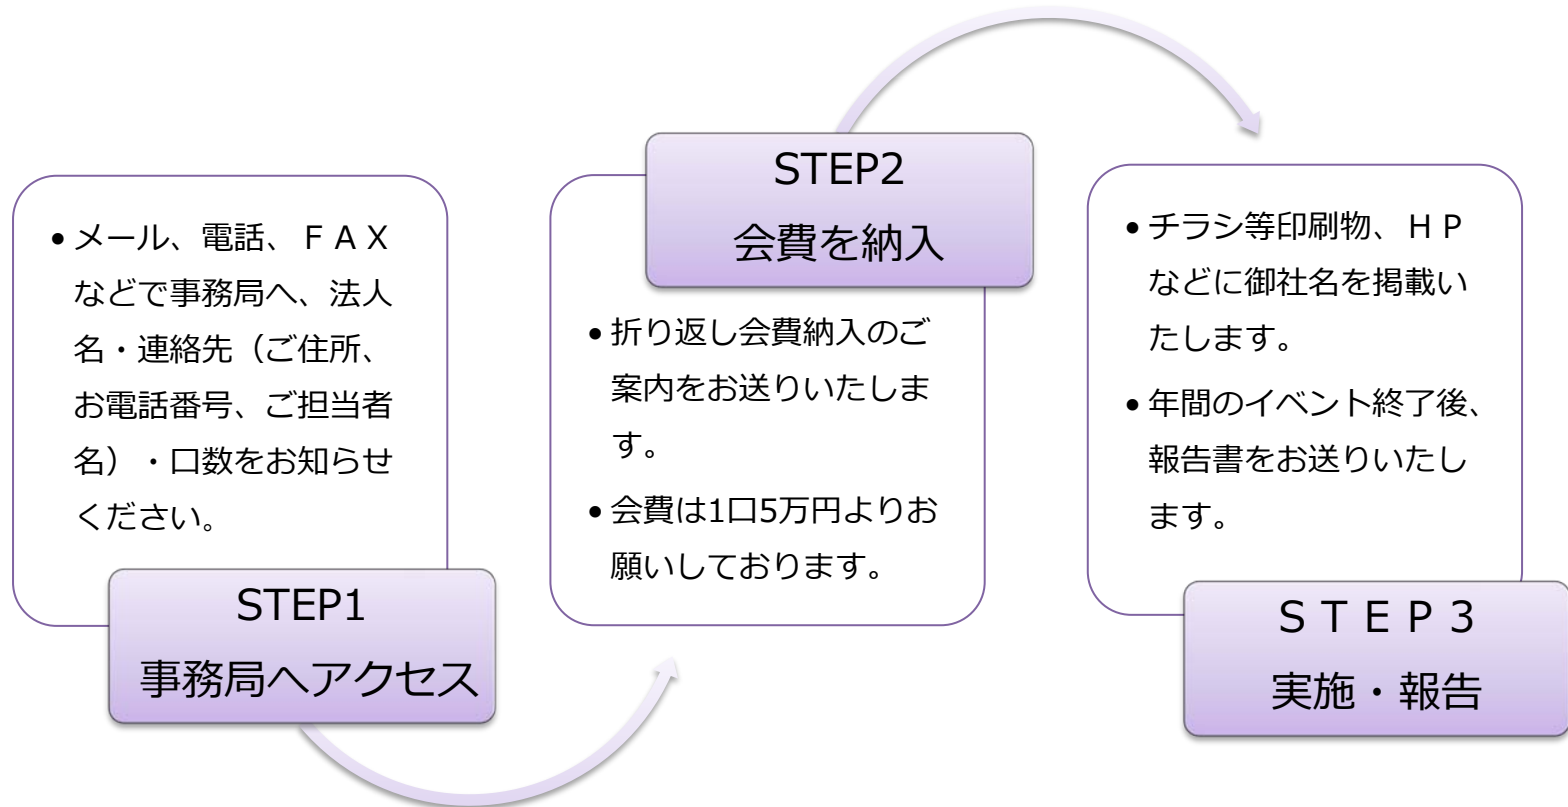 • メール、電話、ＦＡＸ
などで事務局へ、法人
名・連絡先（ご住所、
お電話番号、ご担当者
名）・口数をお知らせ
ください。
STEP1
事務局へアクセス
STEP2
会費を納入
• 折り返し会費納入のご
案内をお送りいたしま
す。
• 会費は1口5万円よりお
願いしております。
• チラシ等印刷物、ＨＰ
などに御社名を掲載い
たします。
• 年間のイベント終了後、
報告書をお送りいたし
ます。
ＳＴＥＰ３
実施・報告